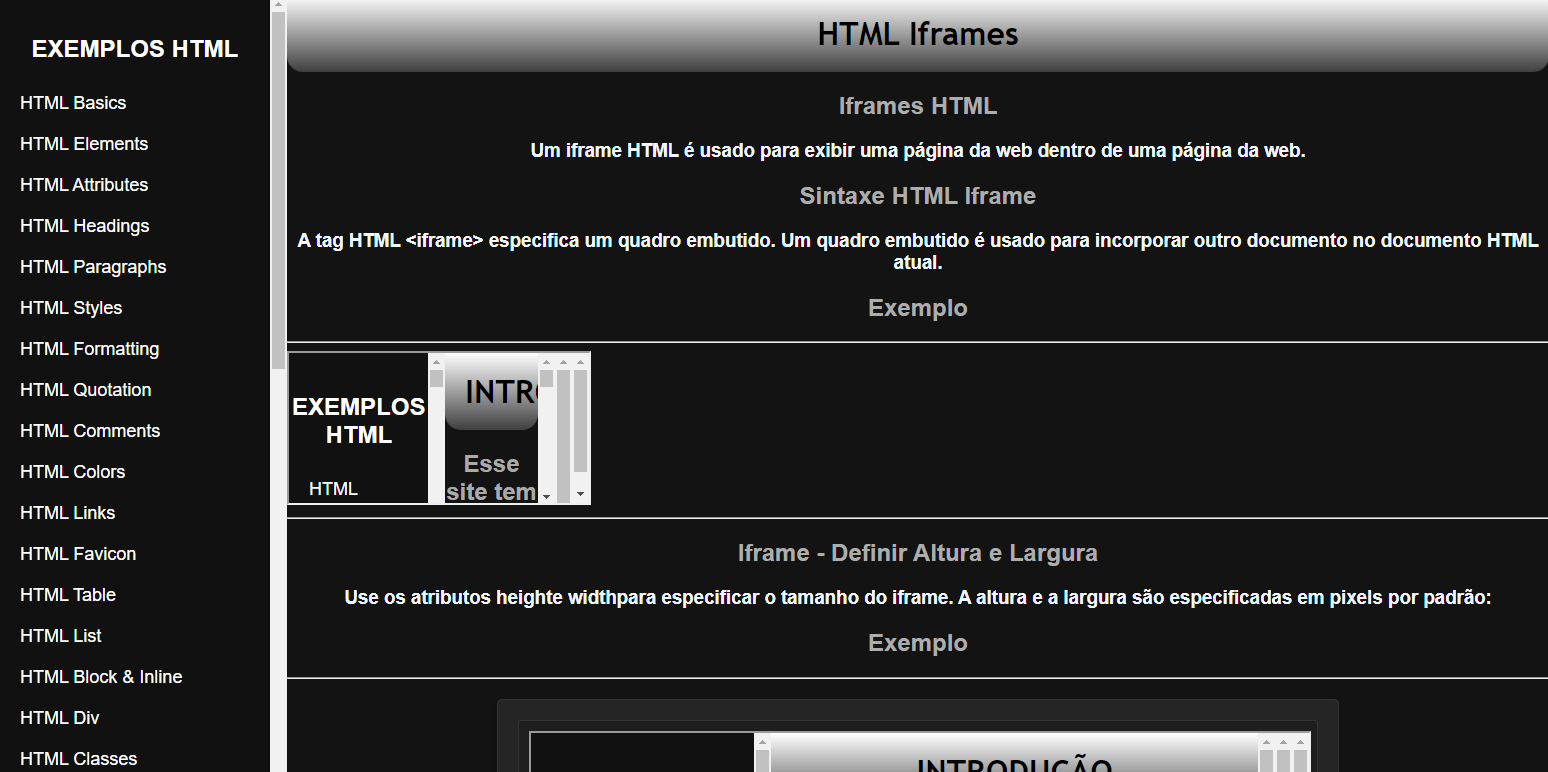 EXEMPLOS HTML
HTML Basics
HTML Elements
HTML Attributes
HTML Headings
HTML Paragraphs
HTML Styles
HTML Formatting
HTML Quotation
HTML Comments
HTML Colors
HTML Links
HTML Favicon
HTML Table
HTML List
HTML Block & Inline
HTML Div
HTML Classes
HTML Iframes
Iframes HTML
Um iframe HTML é usado para exibir uma página da web dentro de uma página da web.
Sintaxe HTML Iframe
A tag HTML <iframe> especifica um quadro embutido. Um quadro embutido é usado para incorporar outro documento no documento HTML
atual.
Exemplo
EXEMPLOS
HTML
HTML
INTRO
Esse
site tem
Iframe - Definir Altura e Largura
Use os atributos heighte widthpara especificar o tamanho do iframe. A altura e a largura são especificadas em pixels por padrão:
Exemplo
INTRODUÇÃO